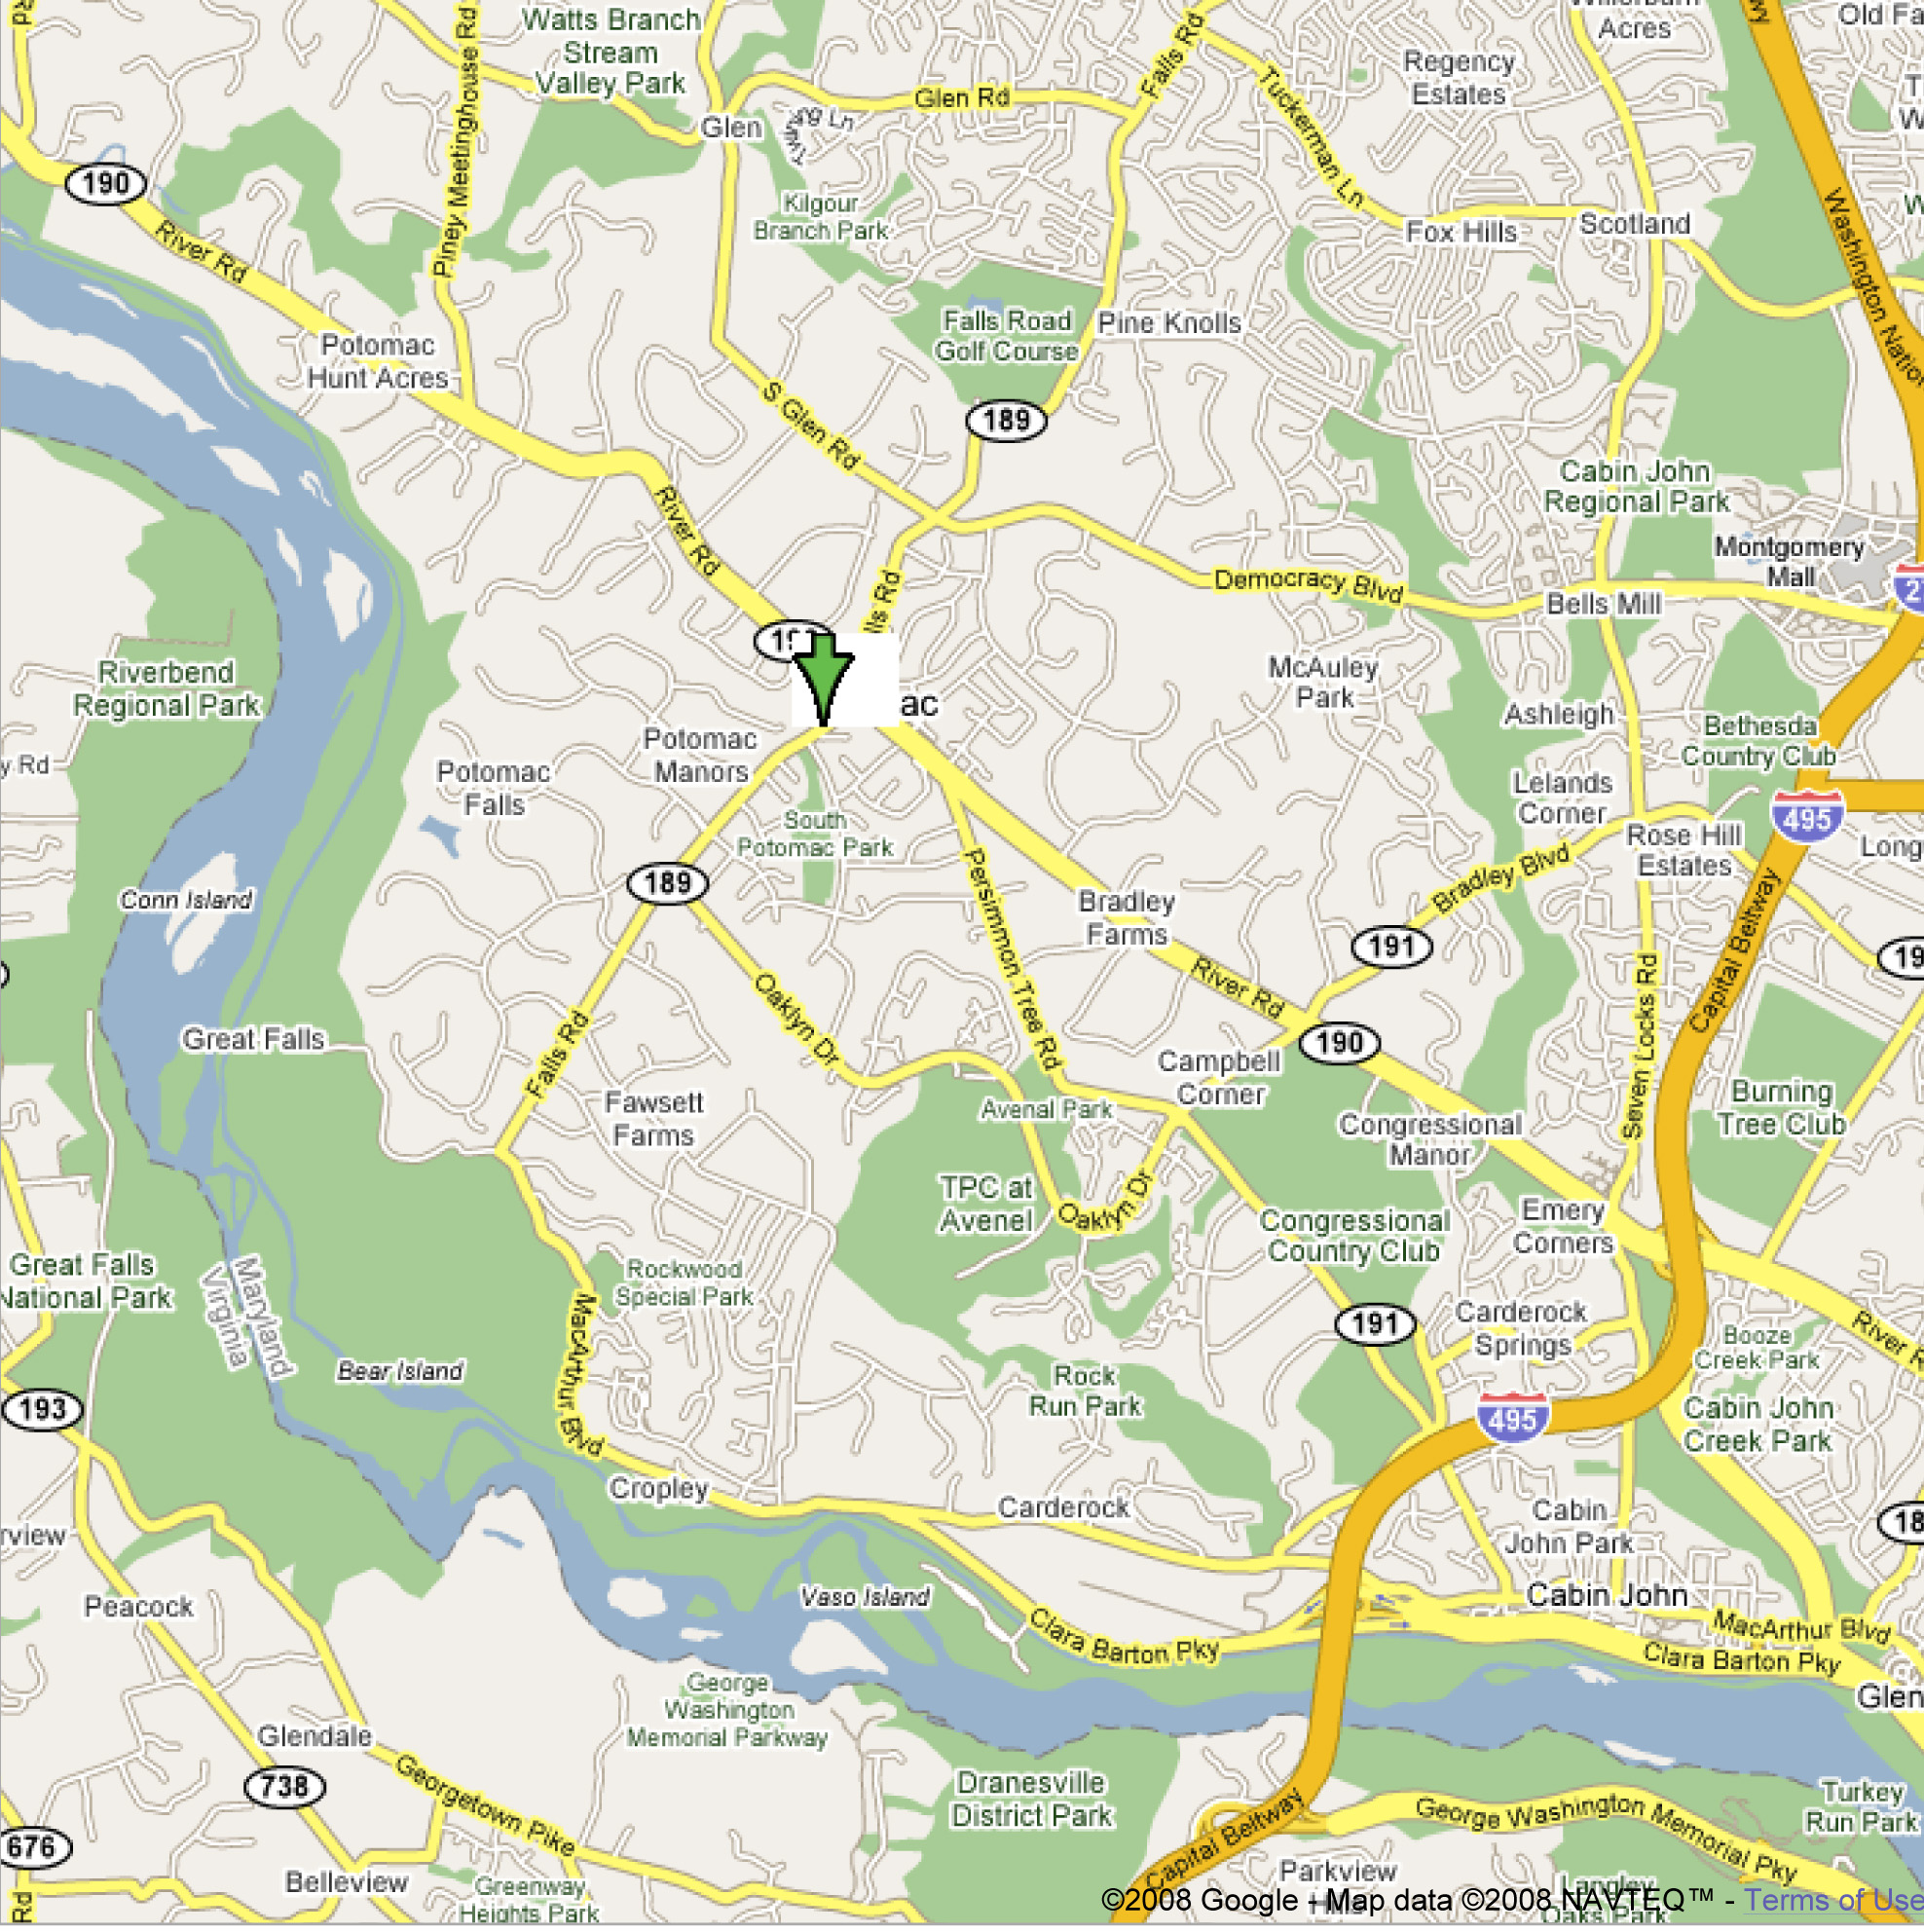 Watts Branch
Stream
Valley Park
Piney Meetinghouse Rd
Falls Rd
Acres
Regency
Estates
Glen Rd
Glen
Tuckerman Ln
190
River Rd
Kilgour
Branch Park
Fox Hills
Scotland
Falls Road
Golf Course
Pine Knolls
Potomac
Hunt Acres
S Glen Rd
189
Cabin John
Regional Park
River Rd
Montgomery
Mall
Democracy Blvd
Bells Mill
Riverbend
Regional Park
McAuley
Park
ac
Ashleigh
Bethesda
Country Club
Potomac
Manors
Potomac
Falls
y Rd
Lelands
Corner
South
Potomac Park
495
Rose Hill
Estates
Long
189
Persimmon Tree Rd
Bradley Blvd
Conn Island
Bradley
Farms
191
Capital Beltway
River Rd
Oaklyn Dr
Seven Locks Rd
Great Falls
Falls Rd
190
Campbell
Corner
Fawsett
Farms
Avenal Park
Burning
Tree Club
Congressional
Manor
TPC at
Avenel
Oaklyn Dr
Emery
Corners
Congressional
Country Club
Great Falls
National Park
Maryland
Virginia
Rockwood
Special Park
MacArthur Blvd
191
Carderock
Springs
Booze
Creek Park
River R
Bear Island
Rock
Run Park
193
495
Cabin John
Creek Park
Cropley
Carderock
Cabin
John Park
rview
Peacock
Vaso Island
Cabin John
Clara Barton Pky
MacArthur Blvd
Clara Barton Pky
George
Washington
Memorial Parkway
Glen
Glendale
738
Georgetown Pike
Dranesville
District Park
George Washington Memorial Pky
Turkey
Run Park
676
Capital Beltway
Belleview
Greenway
Heights Park
Parkview
Langley
Oaks Park
©2008 Google - Map data ©2008 NAVTEQ™ - Terms of Use